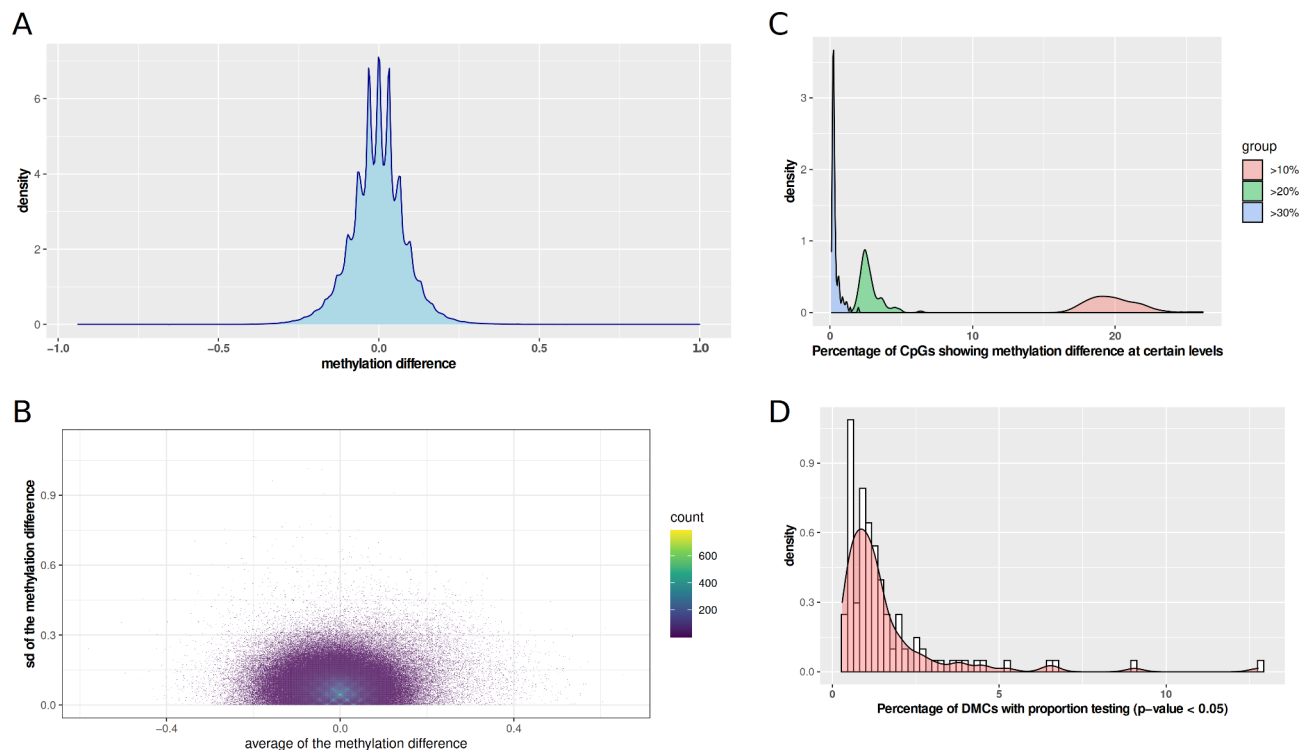 A
6
4
2
0
density
−1.0
−0.5
0.0
0.5
1.0
methylation difference
B
0.9
0.6
0.3
0.0
sd of the methylation difference
−0.4
0.0
0.4
average of the methylation difference
count
600
400
200
C
3
2
1
0
density
0
10
20
Percentage of CpGs showing methylation difference at certain levels
group
>10%
>20%
>30%
D
0.9
0.6
0.3
0.0
density
0
5
10
Percentage of DMCs with proportion testing (p−value < 0.05)